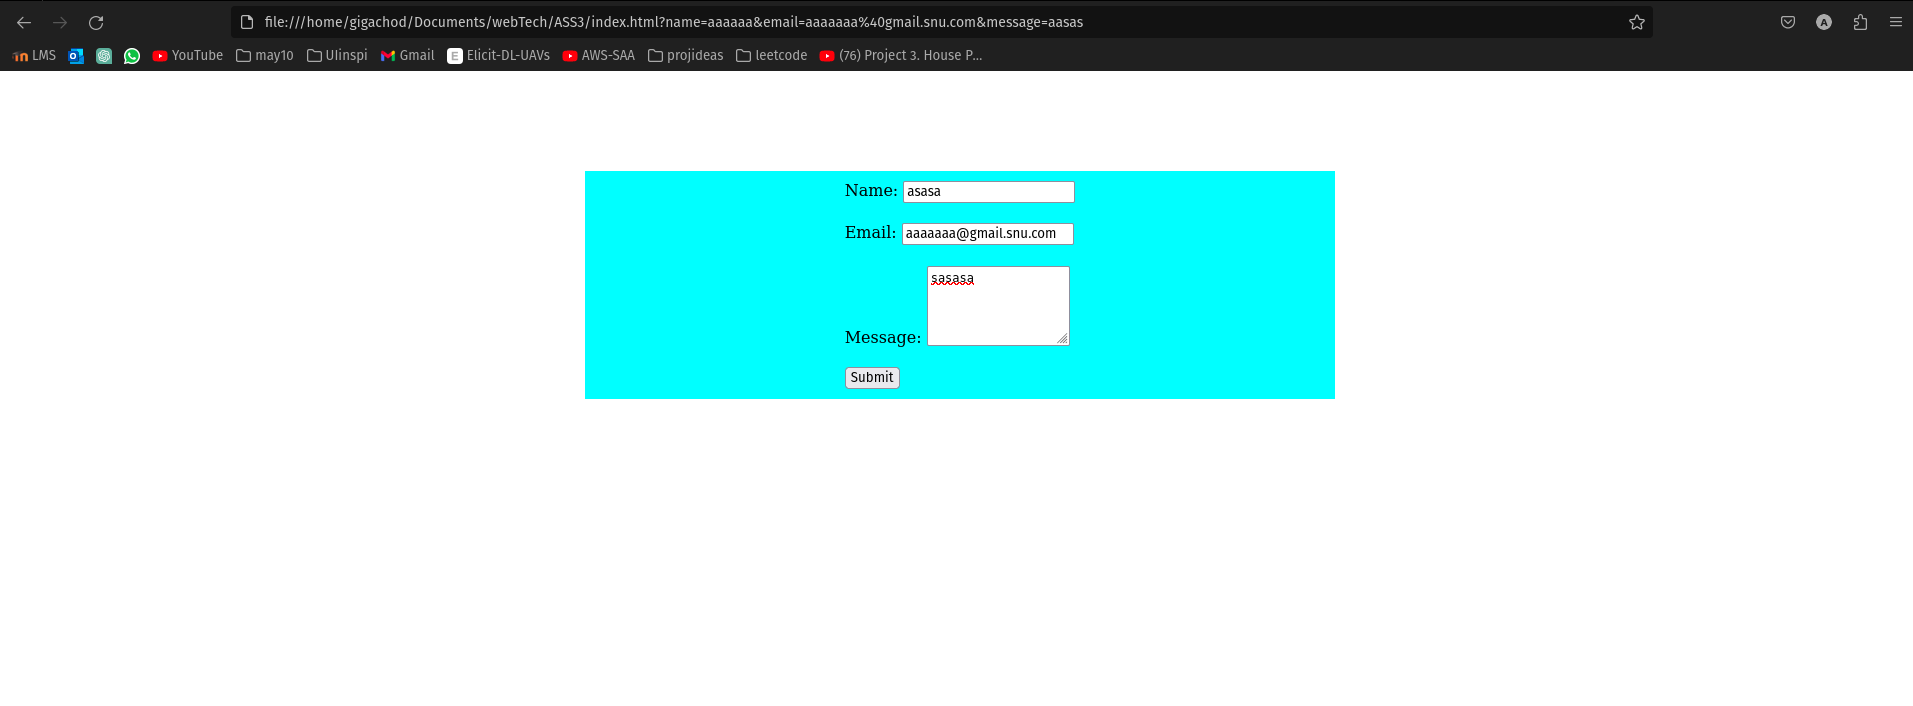 file:///home/gigachod/Documents/webTech/ASS3/index.html?name=aaaaaa&email=aaaaaaa%40gmail.snu.com&message=aasas
A
LMS YouTube may10 UIinspi Gmail E Elicit-DL-UAVs AWS-SAA projideas leetcode (76) Project 3. House P...
Name: asasa
Email: aaaaaaa@gmail.snu.com
sasasa
Message:
Submit